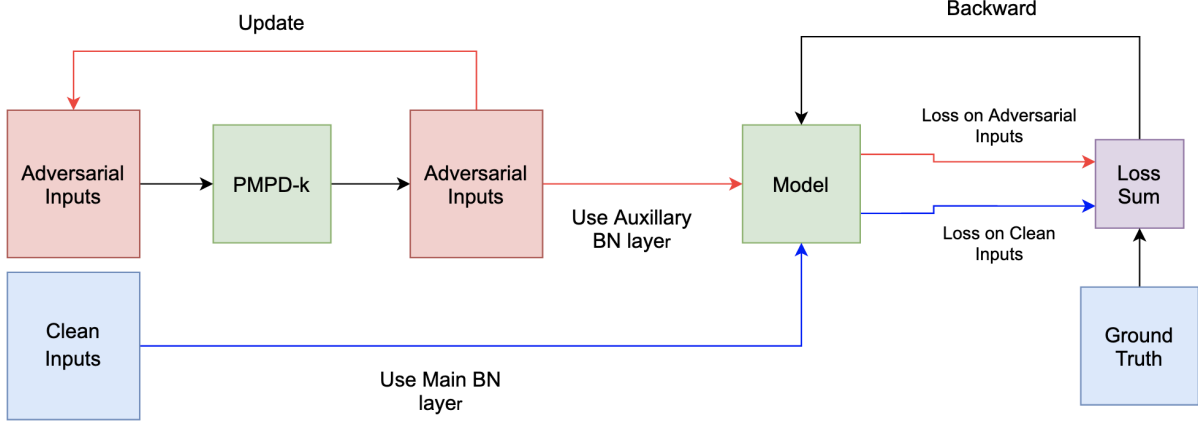 Update
Backward
Adversarial
Inputs
PMPD-k
Adversarial
Inputs
Use Auxillary
BN layer
Model
Loss on Adversarial
Inputs
Loss on Clean
Inputs
Loss
Sum
Clean
Inputs
Use Main BN
layer
Ground
Truth